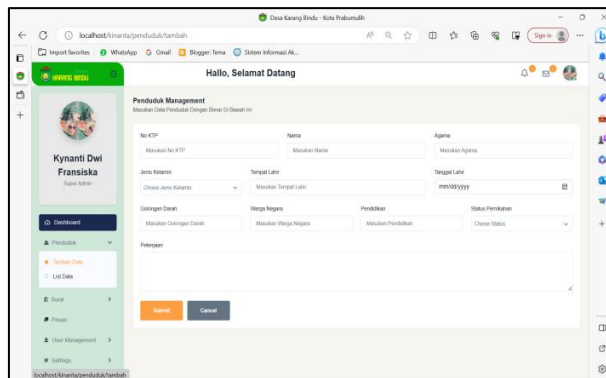 Desa Karang Bindu - Kota Prabumulih
localhost/kinanta/penduduk/tambah
Sign in
Import favorites WhatsApp Gmail Blogger: Tema Sistem Informasi Ak...
KARANG BINDU
Hallo, Selamat Datang
Kynanti Dwi
Fransiska
Super Admin
Dashboard
Penduduk
Tambah Data
List Data
Surat
Pesan
User Management
Settings
localhost/kinanta/penduduk/tambah
Penduduk Management
Masukan Data Penduduk Dengan Benar Di Bawah Ini
No KTP Nama Agama
Masukan No KTP Masukan Nama Masukan Agama
Jenis Kelamin Tempat Lahir Tanggal Lahir
Choose Jenis Kelamin Masukan Tempat Lahir mm/dd/yyyy
Golongan Darah Warga Negara Pendidikan Status Pernikahan
Masukan Golongan Darah Masukan Warga Negara Masukan Pendidikan Choose Status
Pekerjaan
Submit Cancel